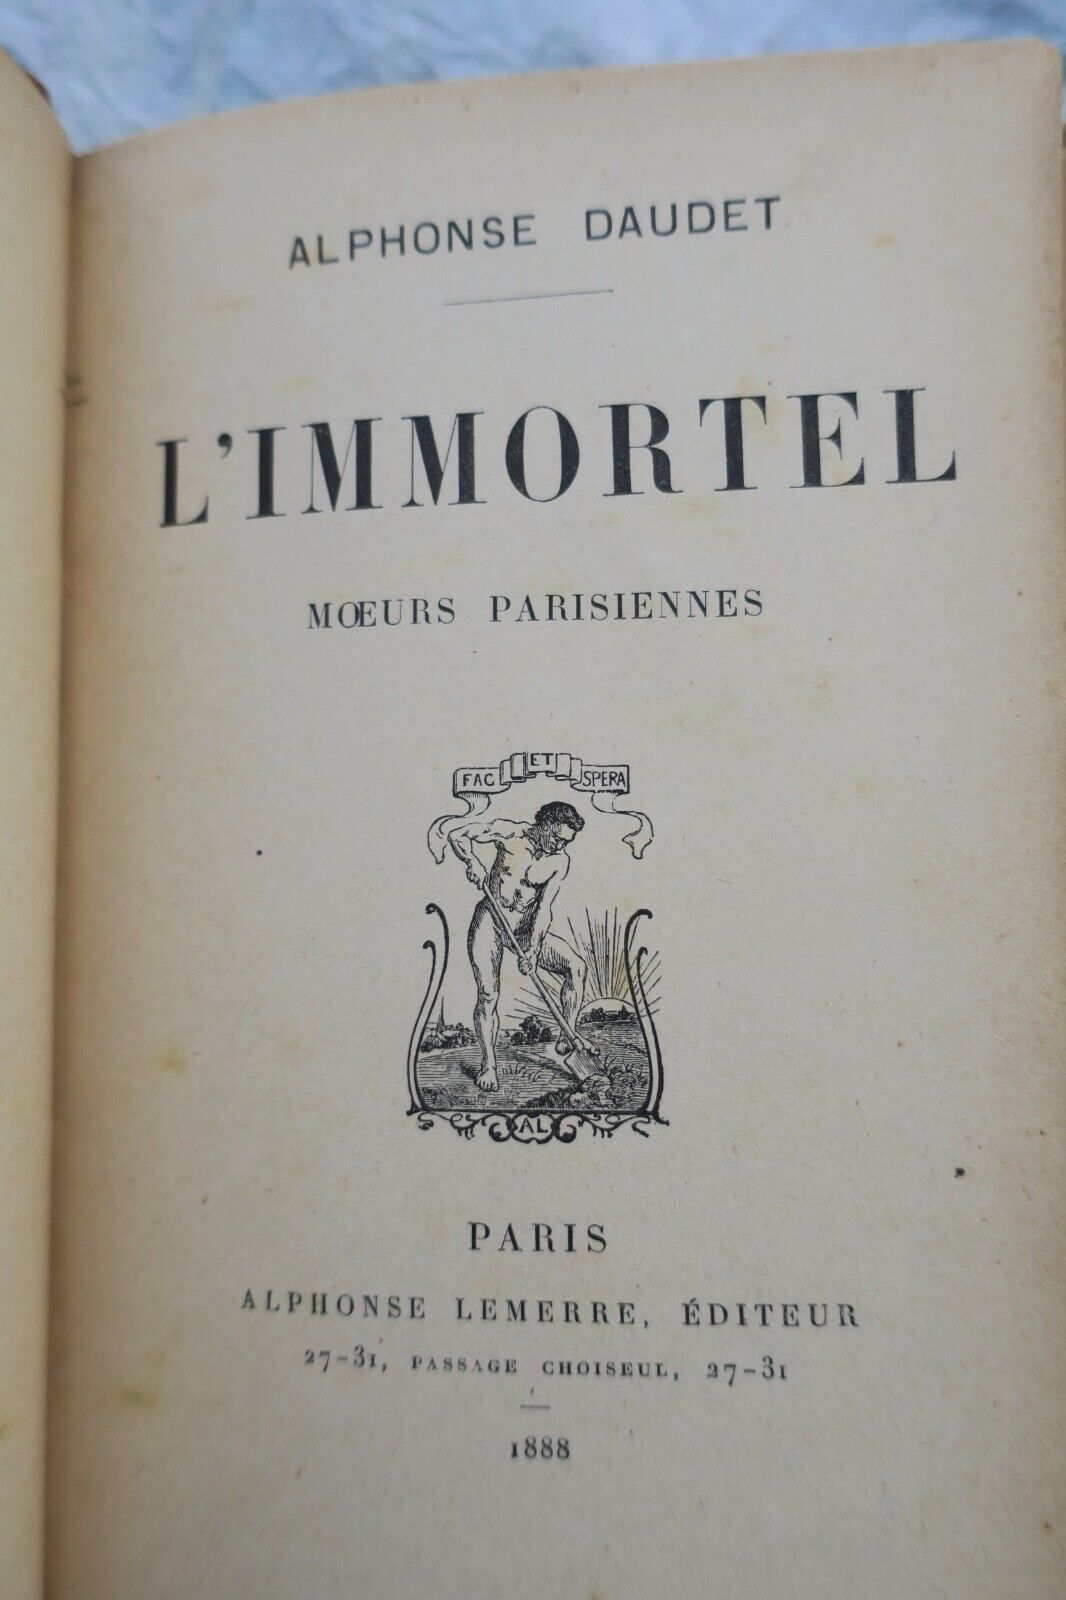 ALPHONSE DAUDET
L'IMMORTEL
MŒURS PARISIENNES
FAC ET SPERA
AL
PARIS
ALPHONSE LEMERRE, ÉDITEUR
27-31, PASSAGE CHOISEUL, 27-31
1888